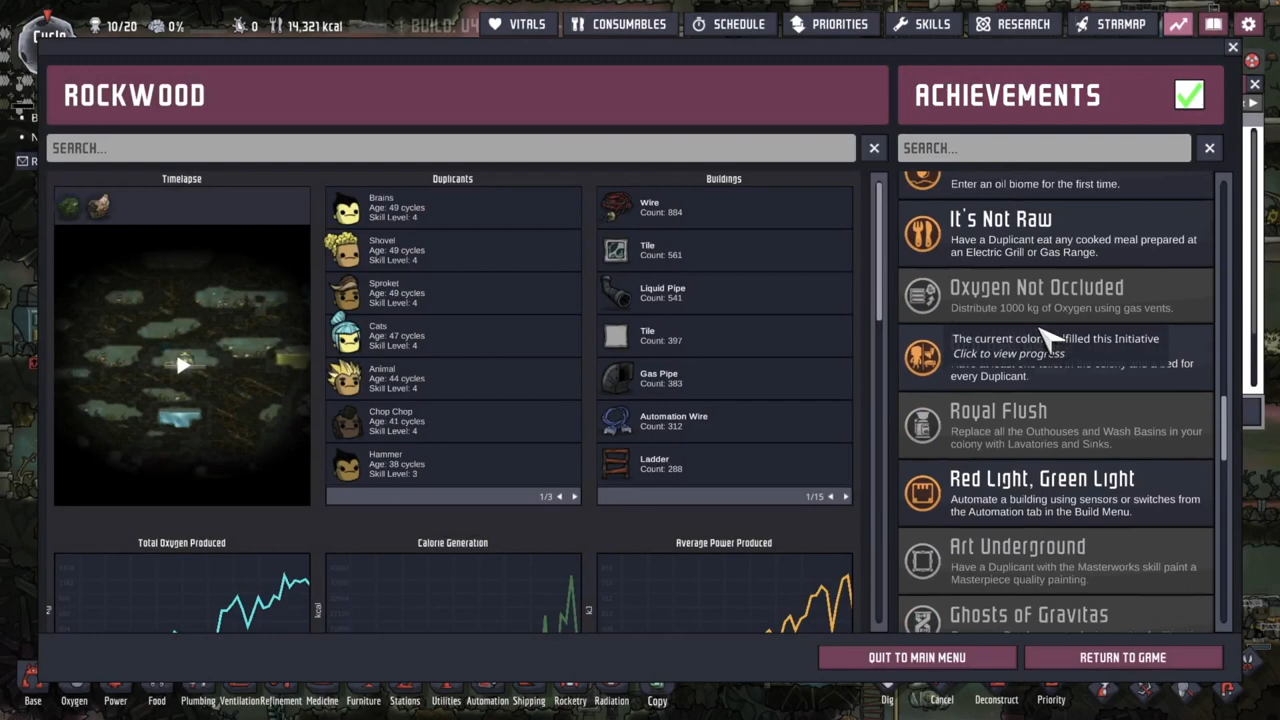 Cycle
10/20
0%
0
14,321 kcal
BUILD
VITALS
CONSUMABLES
SCHEDULE
PRIORITIES
SKILLS
RESEARCH
STARMAP
ROCKWOOD
SEARCH...
Timelapse
Duplicants
Brains
Age: 49 cycles
Skill Level: 4
Shovel
Age: 49 cycles
Skill Level: 4
Sproket
Age: 49 cycles
Skill Level: 4
Cats
Age: 47 cycles
Skill Level: 4
Animal
Age: 44 cycles
Skill Level: 4
Chop Chop
Age: 41 cycles
Skill Level: 4
Hammer
Age: 38 cycles
Skill Level: 3
1/3
Buildings
Wire
Count: 884
Tile
Count: 561
Liquid Pipe
Count: 541
Tile
Count: 397
Gas Pipe
Count: 383
Automation Wire
Count: 312
Ladder
Count: 288
1/15
Total Oxygen Produced
Calorie Generation
kcal
Average Power Produced
ACHIEVEMENTS
SEARCH...
Enter an oil biome for the first time.
It's Not Raw
Have a Duplicant eat any cooked meal prepared at
an Electric Grill or Gas Range.
Oxygen Not Occluded
Distribute 1000 kg of Oxygen using gas vents.
The current colony fulfilled this Initiative
Click to view progress
every Duplicant.
Royal Flush
Replace all the Outhouses and Wash Basins in your
colony with Lavatories and Sinks.
Red Light, Green Light
Automate a building using sensors or switches from
the Automation tab in the Build Menu.
Art Underground
Have a Duplicant with the Masterworks skill paint a
Masterpiece quality painting.
Ghosts of Gravitas
QUIT TO MAIN MENU
RETURN TO GAME
Base
Oxygen
Power
Food
Plumbing
Ventilation
Refinement
Medicine
Furniture
Stations
Utilities
Automation
Shipping
Rocketry
Radiation
Copy
Dig
Cancel
Deconstruct
Priority